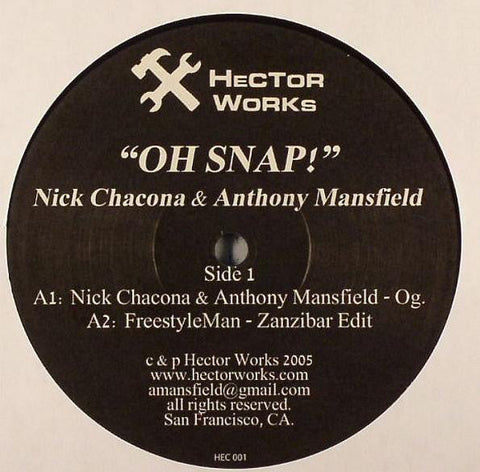 HECTOR
WORKS
“OH SNAP!”
Nick Chacona & Anthony Mansfield
Side 1
A1: Nick Chacona & Anthony Mansfield - Og.
A2: FreestyleMan - Zanzibar Edit
c & p Hector Works 2005
www.hectorworks.com
amansfield@gmail.com
all rights reserved.
San Francisco, CA.
HEC 001